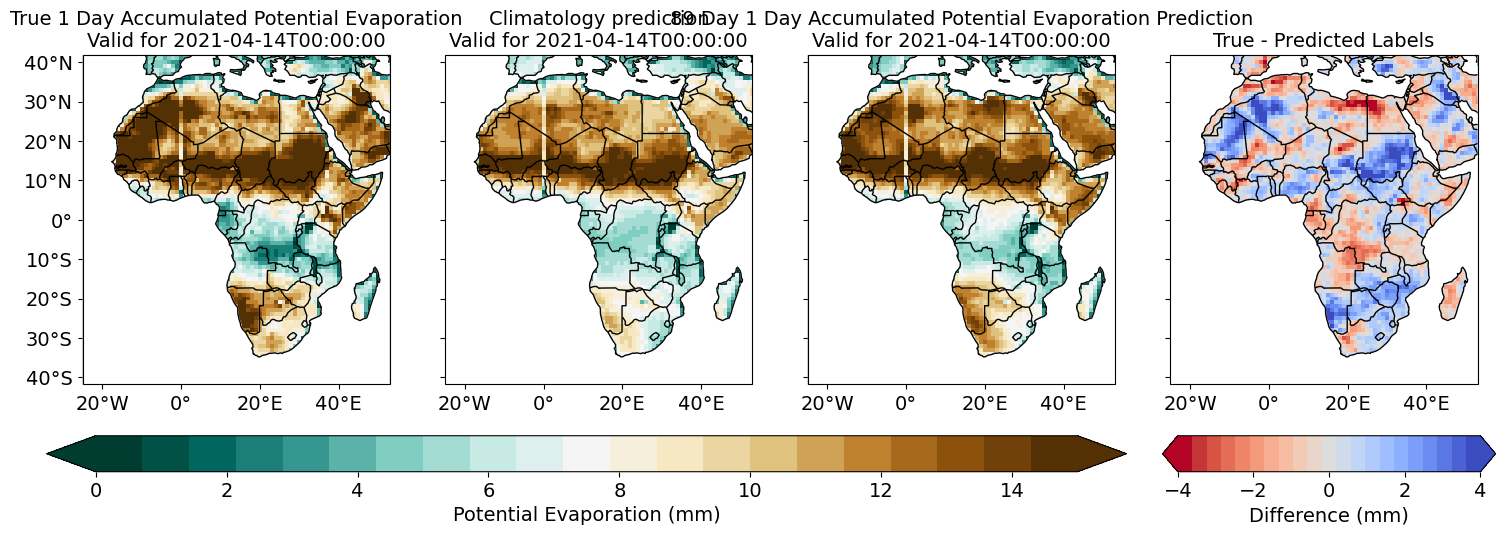 True 1 Day Accumulated Potential Evaporation
Valid for 2021-04-14T00:00:00
Climatology prediction
Valid for 2021-04-14T00:00:00
89 Day 1 Day Accumulated Potential Evaporation Prediction
Valid for 2021-04-14T00:00:00
True - Predicted Labels
40°N
30°N
20°N
10°N
0°
10°S
20°S
30°S
40°S
20°W 0° 20°E 40°E
20°W 0° 20°E 40°E
20°W 0° 20°E 40°E
20°W 0° 20°E 40°E
0 2 4 6 8 10 12 14
Potential Evaporation (mm)
−4 −2 0 2 4
Difference (mm)